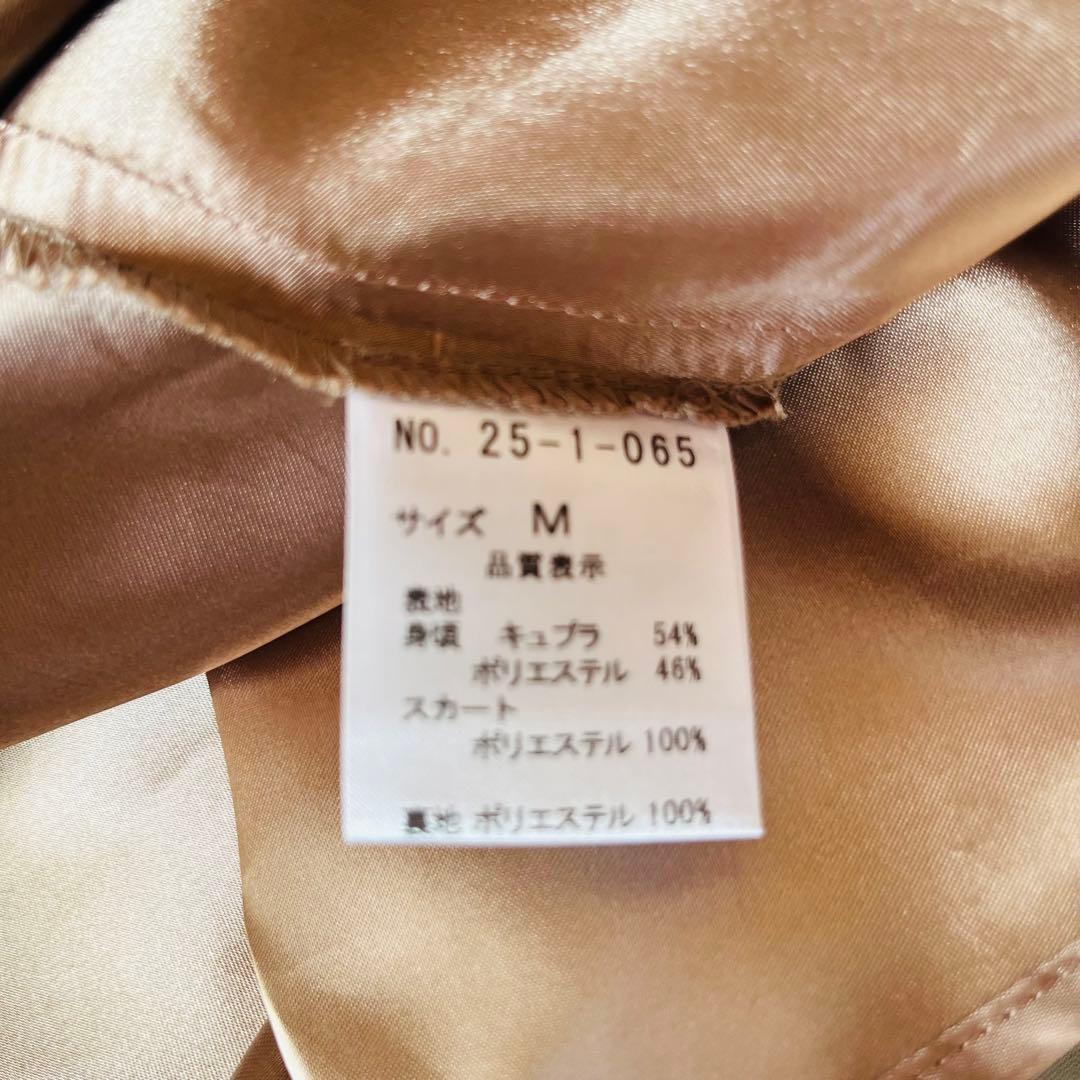 NO. 25-1-065
サイズ M
品質表示
表地
身頃 キュプラ 54%
ポリエステル 46%
スカート
ポリエステル 100%
裏地 ポリエステル 100%